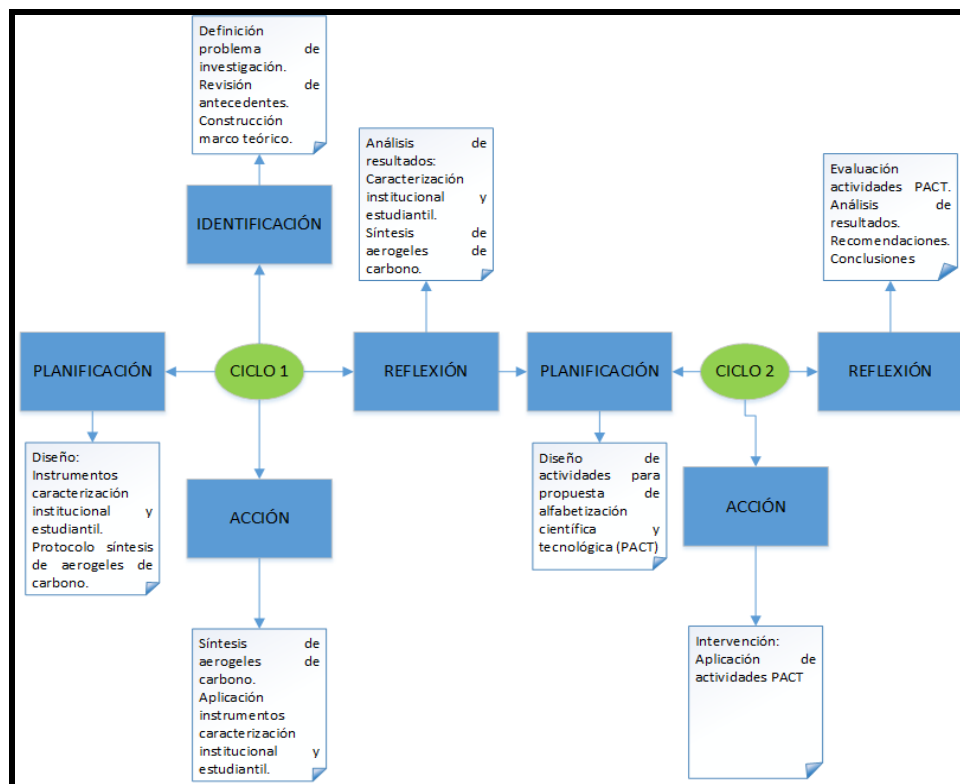 Definición
problema de
investigación.
Revisión de
antecedentes.
Construcción
marco teórico.
IDENTIFICACIÓN
Análisis de
resultados:
Caracterización
institucional y
estudiantil.
Síntesis de
aerogeles de
carbono.
Evaluación
actividades PACT.
Análisis de
resultados.
Recomendaciones.
Conclusiones
PLANIFICACIÓN
CICLO 1
REFLEXIÓN
PLANIFICACIÓN
CICLO 2
REFLEXIÓN
Diseño:
Instrumentos
caracterización
institucional y
estudiantil.
Protocolo síntesis
de aerogeles de
carbono.
ACCIÓN
Diseño de
actividades para
propuesta de
alfabetización
científica y
tecnológica (PACT)
ACCIÓN
Síntesis de
aerogeles de
carbono.
Aplicación
instrumentos
caracterización
institucional y
estudiantil.
Intervención:
Aplicación de
actividades PACT